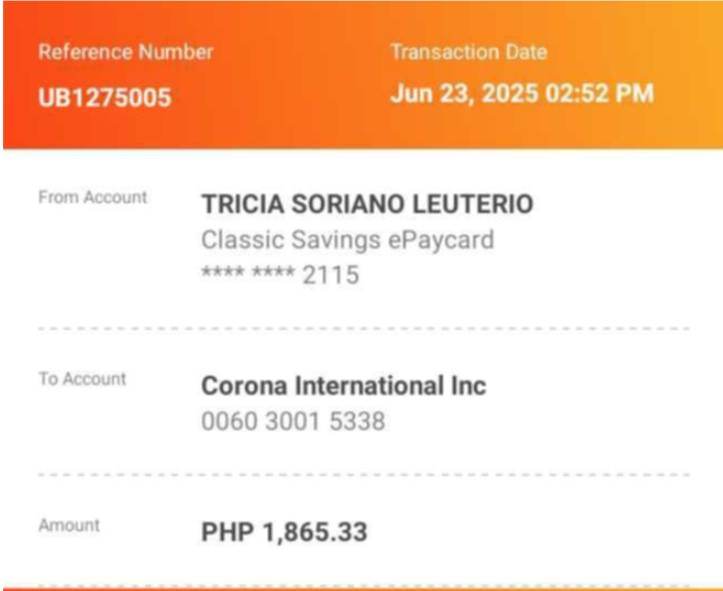 Reference Number
UB1275005
Transaction Date
Jun 23, 2025 02:52 PM
From Account
TRICIA SORIANO LEUTERIO
Classic Savings ePaycard
**** **** 2115
To Account
Corona International Inc
0060 3001 5338
Amount
PHP 1,865.33